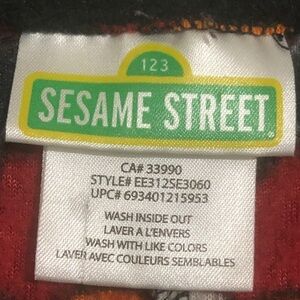 123
SESAME STREET
CA# 33990
STYLE# EE312SE3060
UPC# 693401215953
WASH INSIDE OUT
LAVER A L'ENVERS
WASH WITH LIKE COLORS
LAVER AVEC COULEURS SEMBLABLES